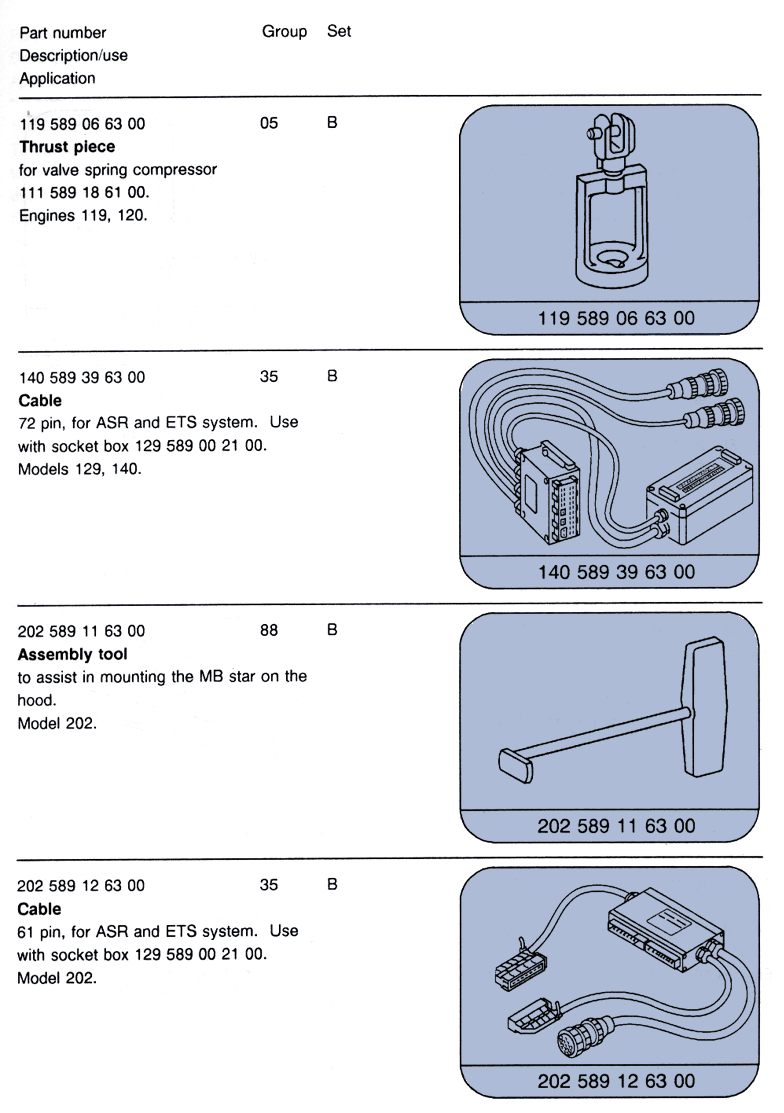 Part number Group Set
Description/use
Application
119 589 06 63 00 05 B
Thrust piece
for valve spring compressor
111 589 18 61 00.
Engines 119, 120.
119 589 06 63 00
140 589 39 63 00 35 B
Cable
72 pin, for ASR and ETS system. Use
with socket box 129 589 00 21 00.
Models 129, 140.
140 589 39 63 00
202 589 11 63 00 88 B
Assembly tool
to assist in mounting the MB star on the
hood.
Model 202.
202 589 11 63 00
202 589 12 63 00 35 B
Cable
61 pin, for ASR and ETS system. Use
with socket box 129 589 00 21 00.
Model 202.
202 589 12 63 00